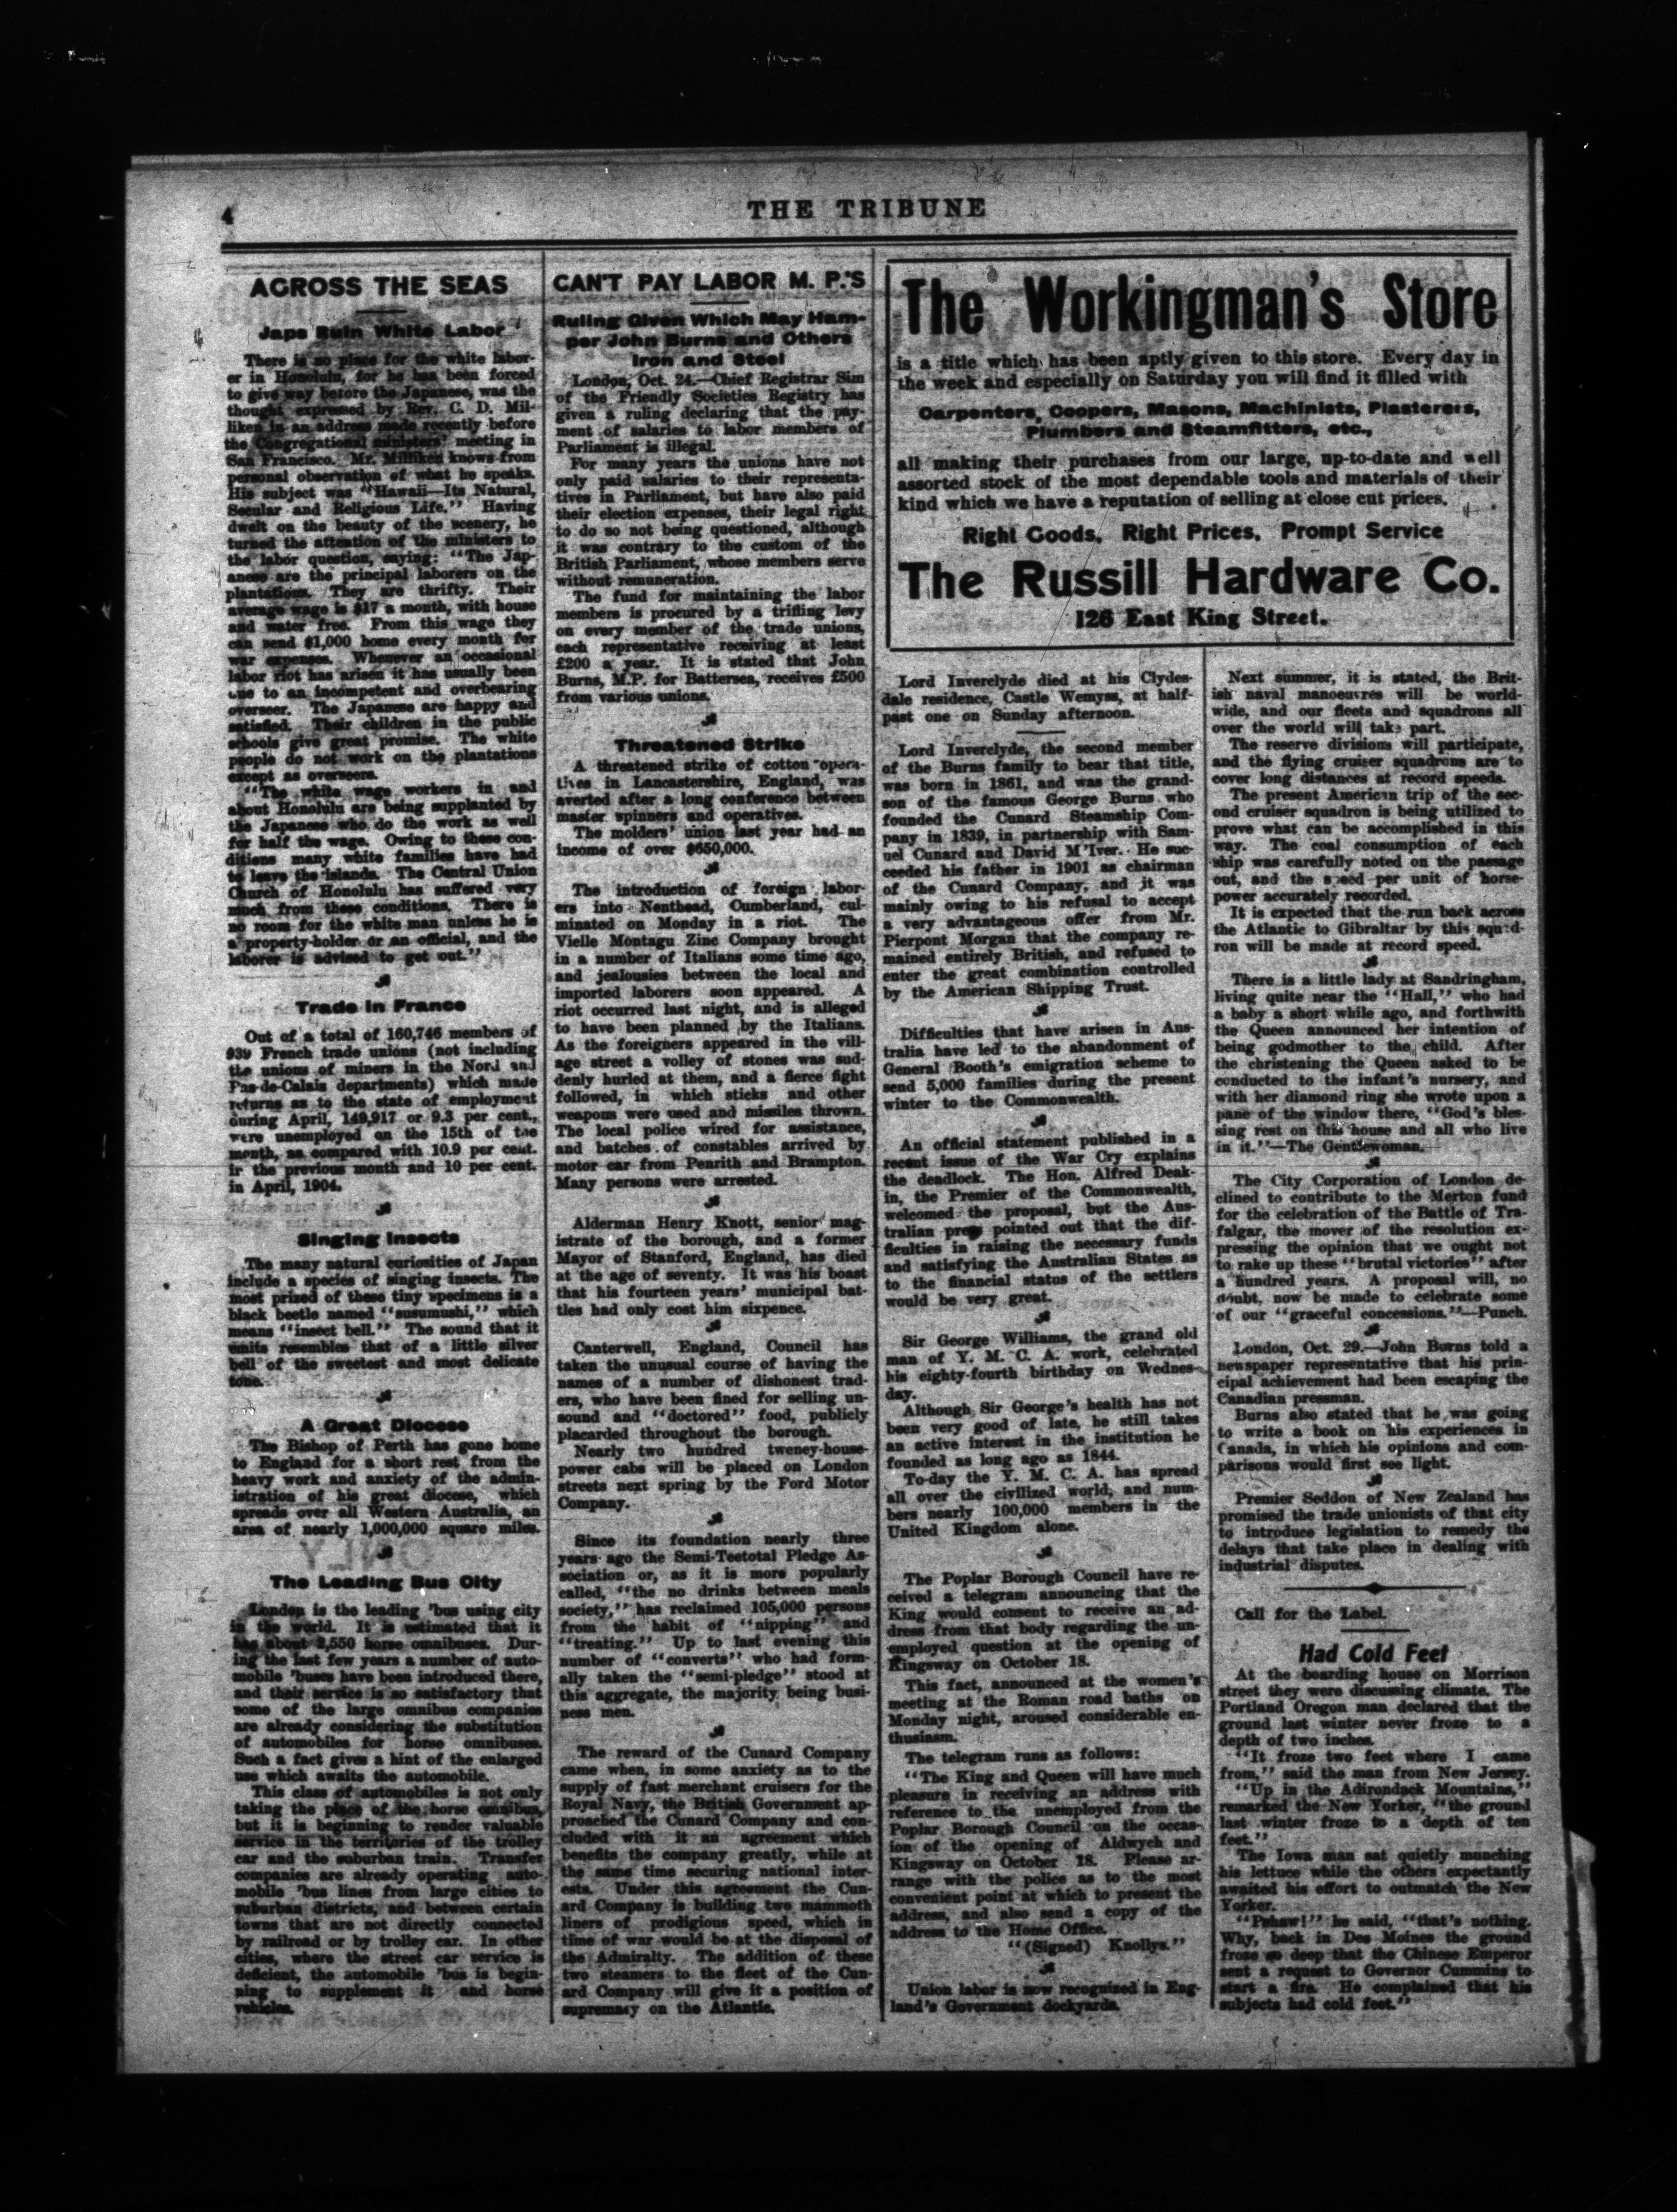 4
THE TRIBUNE
ACROSS THE SEAS
Japs Ruin White Labor
There is no place for the white labor-
er in Honolulu, for he has been forced
to give way before the Japanese, was the
thought expressed by Rev. C. D. Mil-
liken in an address made recently before
the Congregational ministers' meeting in
San Francisco. Mr. Milliken knows from
personal observation of what he speaks.
His subject was "Hawaii—Its Natural,
Secular and Religious Life." Having
dwelt on the beauty of the scenery, he
turned the attention of the ministers to
the labor question, saying: "The Jap-
anese are the principal laborers on the
plantations. They are thrifty. Their
average wage is $17 a month, with house
and water free. From this wage they
can send $1,000 home every month for
war expenses. Whenever an occasional
labor riot has arisen it has usually been
due to an incompetent and overbearing
overseer. The Japanese are happy and
satisfied. Their children in the public
schools give great promise. The white
people do not work on the plantations
except as overseers.
"The white wage workers in and
about Honolulu are being supplanted by
the Japanese who do the work as well
for half the wage. Owing to these con-
ditions many white families have had
to leave the islands. The Central Union
Church of Honolulu has suffered very
much from these conditions. There is
no room for the white man unless he is
a property-holder or an official, and the
laborer is advised to get out."
Trade in France
Out of a total of 160,746 members of
939 French trade unions (not including
the unions of miners in the Nord and
Pas-de-Calais departments) which made
returns as to the state of employment
during April, 149,917 or 9.3 per cent.,
were unemployed on the 15th of the
month, as compared with 10.9 per cent.
in the previous month and 10 per cent.
in April, 1904.
Singing Insects
The many natural curiosities of Japan
include a species of singing insects. The
most prized of these tiny specimens is a
black beetle named "susumushi," which
means "insect bell." The sound that it
emits resembles that of a little silver
bell of the sweetest and most delicate
tone.
A Great Diocese
The Bishop of Perth has gone home
to England for a short rest from the
heavy work and anxiety of the admin-
istration of his great diocese, which
spreads over all Western Australia, an
area of nearly 1,000,000 square miles.
The Leading Bus City
London is the leading 'bus using city
in the world. It is estimated that it
has about 2,550 horse omnibuses. Dur-
ing the last few years a number of auto-
mobile 'buses have been introduced there,
and their service is so satisfactory that
some of the large omnibus companies
are already considering the substitution
of automobiles for horse omnibuses.
Such a fact gives a hint of the enlarged
use which awaits the automobile.
This class of automobiles is not only
taking the place of the horse omnibus,
but it is beginning to render valuable
service in the territories of the trolley
car and the suburban train. Transfer
companies are already operating auto-
mobile 'bus lines from large cities to
suburban districts, and between certain
towns that are not directly connected
by railroad or by trolley car. In other
cities, where the street car service is
deficient, the automobile 'bus is begin-
ning to supplement it and horse
vehicles.
CAN'T PAY LABOR M. P.'S
Ruling Given Which May Ham-
per John Burns and Others
Iron and Steel
London, Oct. 24.—Chief Registrar Sim
of the Friendly Societies Registry has
given a ruling declaring that the pay-
ment of salaries to labor members of
Parliament is illegal.
For many years the unions have not
only paid salaries to their representa-
tives in Parliament, but have also paid
their election expenses, their legal right
to do so not being questioned, although
it was contrary to the custom of the
British Parliament, whose members serve
without remuneration.
The fund for maintaining the labor
members is procured by a trifling levy
on every member of the trade unions,
each representative receiving at least
£200 a year. It is stated that John
Burns, M.P. for Battersea, receives £500
from various unions.
Threatened Strike
A threatened strike of cotton opera-
tives in Lancastershire, England, was
averted after a long conference between
master spinners and operatives.
The molders' union last year had an
income of over $650,000.
The introduction of foreign labor-
ers into Nenthead, Cumberland, cul-
minated on Monday in a riot. The
Vielle Montagu Zinc Company brought
in a number of Italians some time ago,
and jealousies between the local and
imported laborers soon appeared. A
riot occurred last night, and is alleged
to have been planned by the Italians.
As the foreigners appeared in the vill-
age street a volley of stones was sud-
denly hurled at them, and a fierce fight
followed, in which sticks and other
weapons were used and missiles thrown.
The local police wired for assistance,
and batches of constables arrived by
motor car from Penrith and Brampton.
Many persons were arrested.
Alderman Henry Knott, senior mag-
istrate of the borough, and a former
Mayor of Stanford, England, has died
at the age of seventy. It was his boast
that his fourteen years' municipal bat-
tles had only cost him sixpence.
Canterwell, England, Council has
taken the unusual course of having the
names of a number of dishonest trad-
ers, who have been fined for selling un-
sound and "doctored" food, publicly
placarded throughout the borough.
Nearly two hundred tweney-house-
power cabs will be placed on London
streets next spring by the Ford Motor
Company.
Since its foundation nearly three
years ago the Semi-Teetotal Pledge As-
sociation or, as it is more popularly
called, "the no drinks between meals
society," has reclaimed 105,000 persons
from the habit of "nipping" and
"treating." Up to last evening this
number of "converts" who had form-
ally taken the "semi-pledge" stood at
this aggregate, the majority being busi-
ness men.
The reward of the Cunard Company
came when, in some anxiety as to the
supply of fast merchant cruisers for the
Royal Navy, the British Government ap-
proached the Cunard Company and con-
cluded with it an agreement which
benefits the company greatly, while at
the same time securing national inter-
ests. Under this agreement the Cun-
ard Company is building two mammoth
liners of prodigious speed, which in
time of war would be at the disposal of
the Admiralty. The addition of these
two steamers to the fleet of the Cun-
ard Company will give it a position of
supremacy on the Atlantic.
The Workingman's Store
is a title which has been aptly given to this store. Every day in
the week and especially on Saturday you will find it filled with
Carpenters, Coopers, Masons, Machinists, Plasterers,
Plumbers and Steamfitters, etc.,
all making their purchases from our large, up-to-date and well
assorted stock of the most dependable tools and materials of their
kind which we have a reputation of selling at close cut prices.
Right Goods, Right Prices, Prompt Service
The Russill Hardware Co.
126 East King Street.
Lord Inverclyde died at his Clydes-
dale residence, Castle Wemyss, at half-
past one on Sunday afternoon.
Lord Inverclyde, the second member
of the Burns family to bear that title,
was born in 1861, and was the grand-
son of the famous George Burns who
founded the Cunard Steamship Com-
pany in 1839, in partnership with Sam-
uel Cunard and David M'Iver. He suc-
ceeded his father in 1901 as chairman
of the Cunard Company, and it was
mainly owing to his refusal to accept
a very advantageous offer from Mr.
Pierpont Morgan that the company re-
mained entirely British, and refused to
enter the great combination controlled
by the American Shipping Trust.
Difficulties that have arisen in Aus-
tralia have led to the abandonment of
General Booth's emigration scheme to
send 5,000 families during the present
winter to the Commonwealth.
An official statement published in a
recent issue of the War Cry explains
the deadlock. The Hon. Alfred Deak-
in, the Premier of the Commonwealth,
welcomed the proposal, but the Aus-
tralian press pointed out that the dif-
ficulties in raising the necessary funds
and satisfying the Australian States as
to the financial status of the settlers
would be very great.
Sir George Williams, the grand old
man of Y. M. C. A. work, celebrated
his eighty-fourth birthday on Wednes-
day.
Although Sir George's health has not
been very good of late, he still takes
an active interest in the institution he
founded as long ago as 1844.
To-day the Y. M. C. A. has spread
all over the civilized world, and num-
bers nearly 100,000 members in the
United Kingdom alone.
The Poplar Borough Council have re-
ceived a telegram announcing that the
King would consent to receive an ad-
dress from that body regarding the un-
employed question at the opening of
Kingsway on October 18.
This fact, announced at the women's
meeting at the Roman road baths on
Monday night, aroused considerable en-
thusiasm.
The telegram runs as follows:
"The King and Queen will have much
pleasure in receiving an address with
reference to the unemployed from the
Poplar Borough Council on the occas-
ion of the opening of Aldwych and
Kingsway on October 18. Please ar-
range with the police as to the most
convenient point at which to present the
address, and also send a copy of the
address to the Home Office.
"(Signed) Knollys."
Union labor is now recognized in Eng-
land's Government dockyards.
Next summer, it is stated, the Brit-
ish naval manoeuvres will be world-
wide, and our fleets and squadrons all
over the world will take part.
The reserve divisions will participate,
and the flying cruiser squadrons are to
cover long distances at record speeds.
The present American trip of the sec-
ond cruiser squadron is being utilized to
prove what can be accomplished in this
way. The coal consumption of each
ship was carefully noted on the passage
out, and the speed per unit of horse-
power accurately recorded.
It is expected that the run back across
the Atlantic to Gibraltar by this squad-
ron will be made at record speed.
There is a little lady at Sandringham,
living quite near the "Hall," who had
a baby a short while ago, and forthwith
the Queen announced her intention of
being godmother to the child. After
the christening the Queen asked to be
conducted to the infant's nursery, and
with her diamond ring she wrote upon a
pane of the window there, "God's bles-
sing rest on this house and all who live
in it."—The Gentlewoman.
The City Corporation of London de-
clined to contribute to the Merton fund
for the celebration of the Battle of Tra-
falgar, the mover of the resolution ex-
pressing the opinion that we ought not
to rake up these "brutal victories" after
a hundred years. A proposal will, no
doubt, now be made to celebrate some
of our "graceful concessions."—Punch.
London, Oct. 29.—John Burns told a
newspaper representative that his prin-
cipal achievement had been escaping the
Canadian pressman.
Burns also stated that he was going
to write a book on his experiences in
Canada, in which his opinions and com-
parisons would first see light.
Premier Seddon of New Zealand has
promised the trade unionists of that city
to introduce legislation to remedy the
delays that take place in dealing with
industrial disputes.
Call for the Label.
Had Cold Feet
At the boarding house on Morrison
street they were discussing climate. The
Portland Oregon man declared that the
ground last winter never froze to a
depth of two inches.
"It froze two feet where I came
from," said the man from New Jersey.
"Up in the Adirondack Mountains,"
remarked the New Yorker, "the ground
last winter froze to a depth of ten
feet."
The Iowa man sat quietly munching
his lettuce while the others expectantly
awaited his effort to outmatch the New
Yorker.
"Pshaw!" he said, "that's nothing.
Why, back in Des Moines the ground
froze so deep that the Chinese Emperor
sent a request to Governor Cummins to
start a fire. He complained that his
subjects had cold feet."